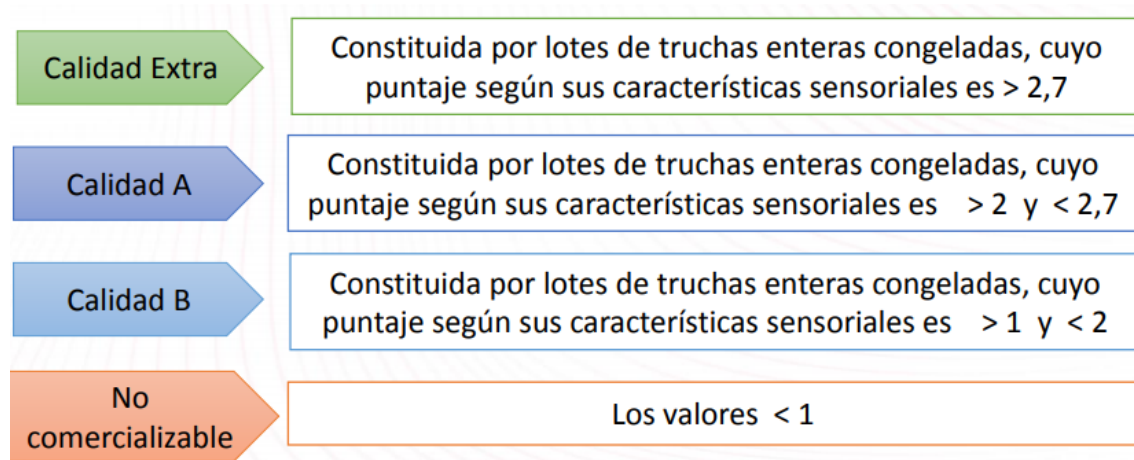 Calidad Extra
Constituida por lotes de truchas enteras congeladas, cuyo
puntaje según sus características sensoriales es > 2,7
Calidad A
Constituida por lotes de truchas enteras congeladas, cuyo
puntaje según sus características sensoriales es > 2 y < 2,7
Calidad B
Constituida por lotes de truchas enteras congeladas, cuyo
puntaje según sus características sensoriales es > 1 y < 2
No
comercializable
Los valores < 1